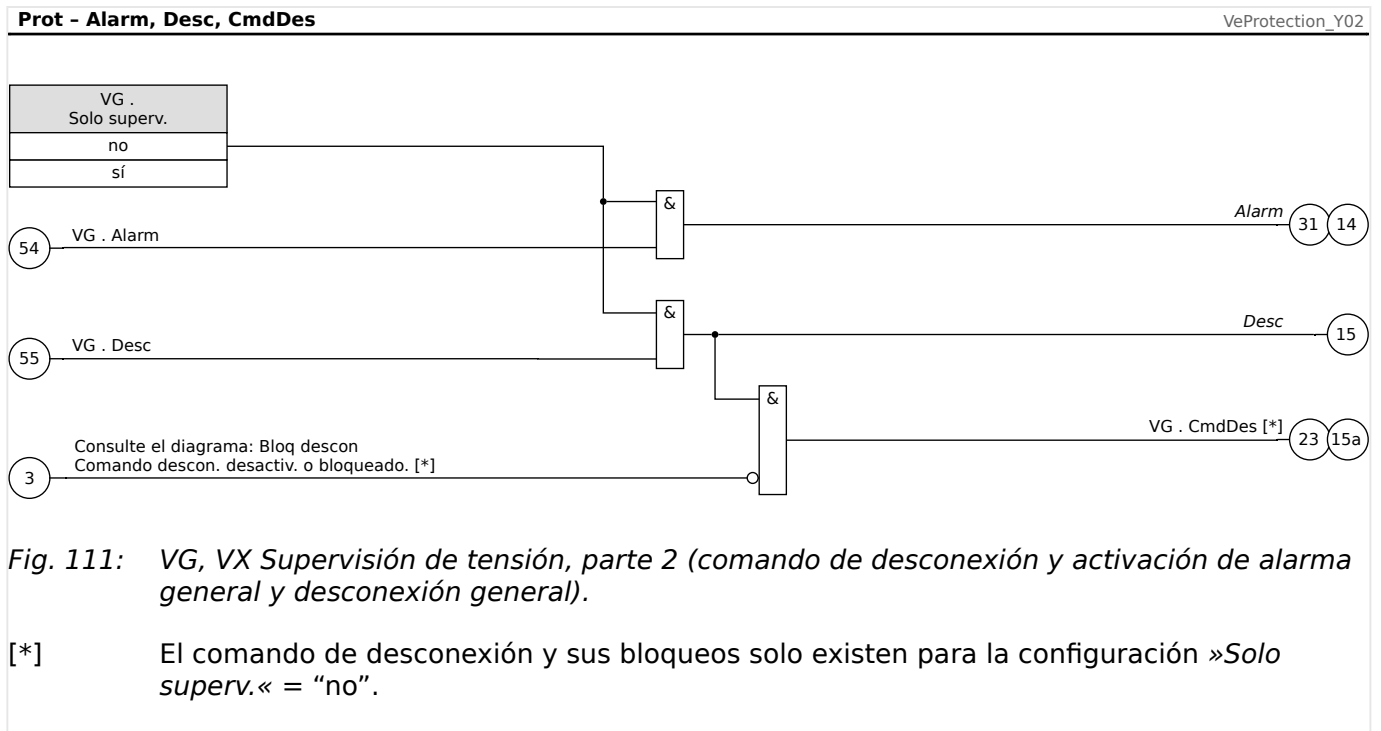 Prot – Alarm, Desc, CmdDes
VeProtection_Y02
VG .
Solo superv.
no
sí
&
Alarm
31
14
54
VG . Alarm
&
Desc
15
55
VG . Desc
&
VG . CmdDes [*]
23
15a
Consulte el diagrama: Bloq descon
Comando descon. desactiv. o bloqueado. [*]
3
Fig. 111: VG, VX Supervisión de tensión, parte 2 (comando de desconexión y activación de alarma
general y desconexión general).
[*] El comando de desconexión y sus bloqueos solo existen para la configuración »Solo
superv.« = “no”.